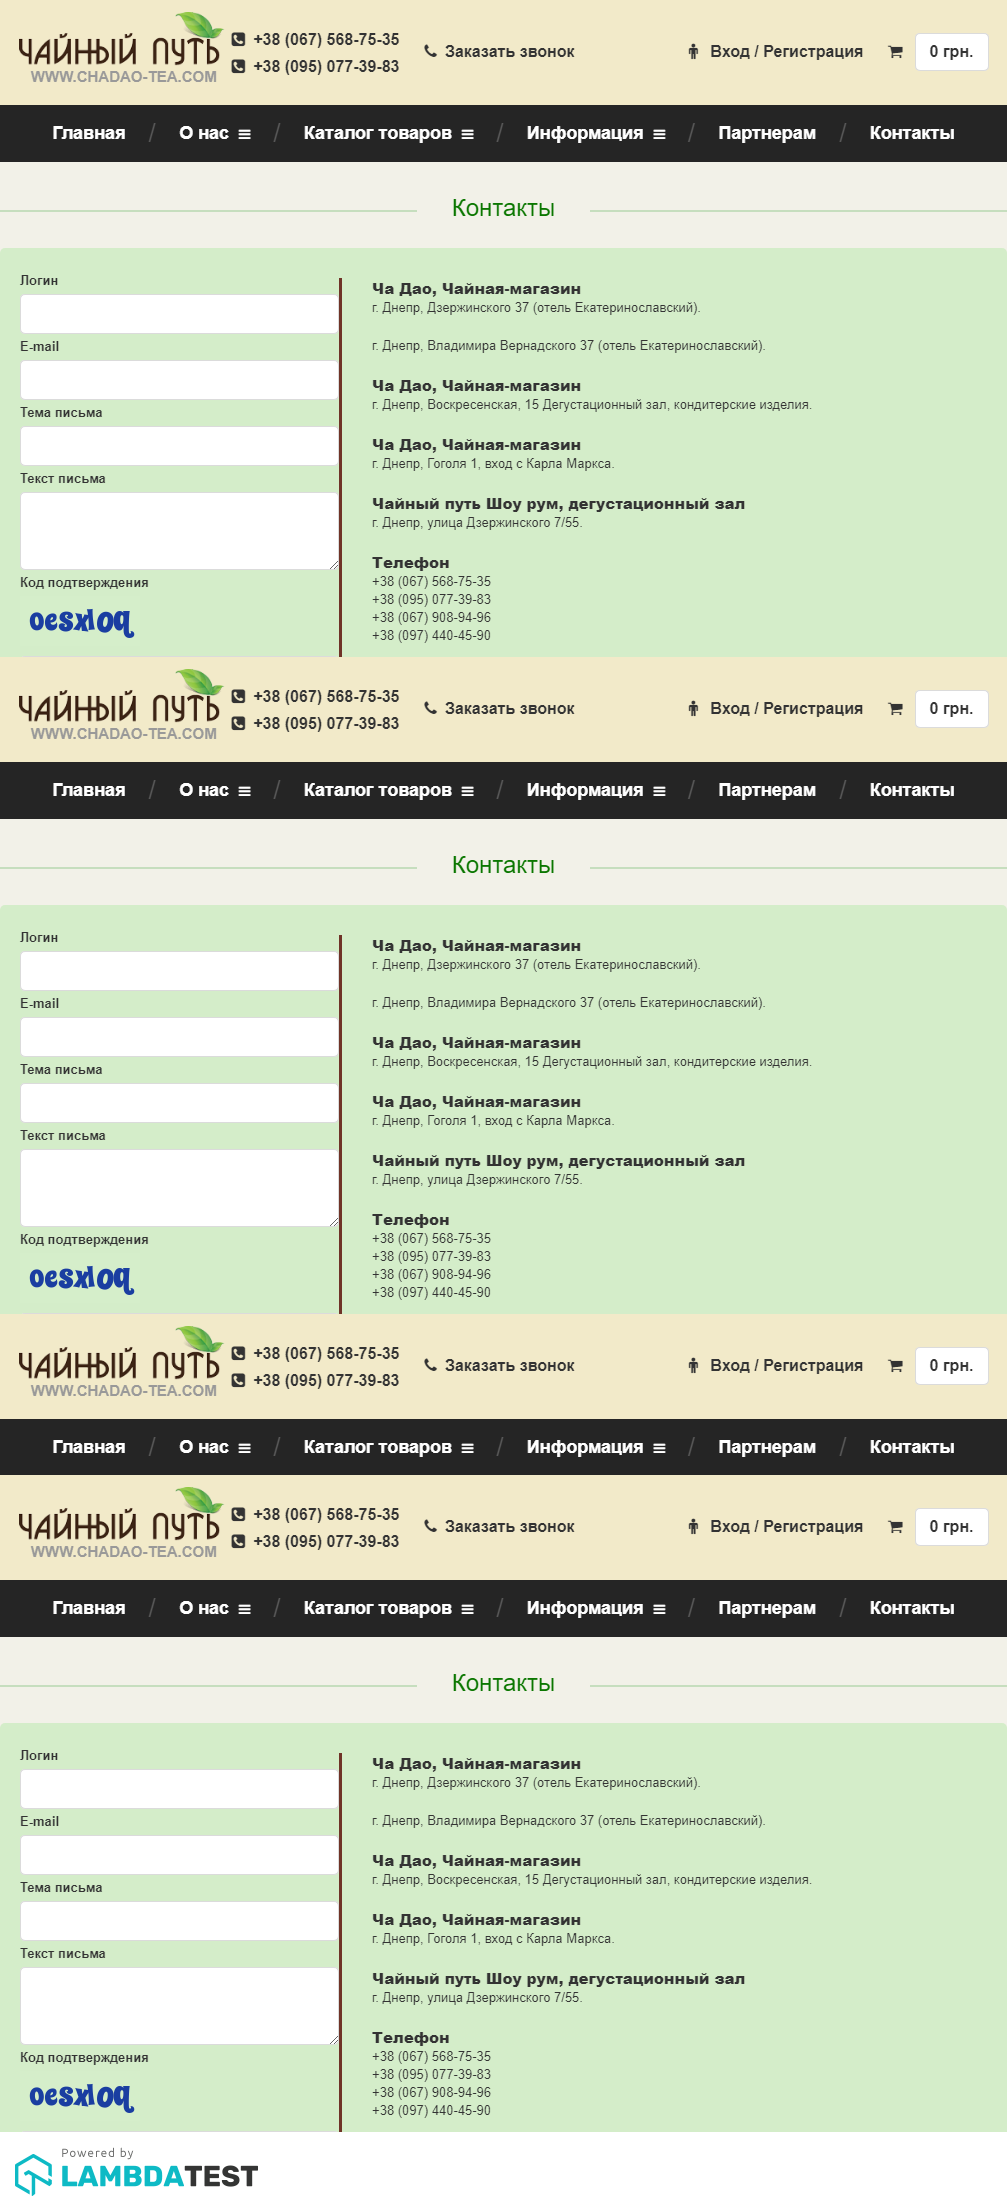 ЧАЙНЫЙ ПУТЬ
WWW.CHADAO-TEA.COM
+38 (067) 568-75-35
+38 (095) 077-39-83
Заказать звонок
Вход / Регистрация
0 грн.
Главная / О нас / Каталог товаров / Информация / Партнерам / Контакты
Контакты
Логин
E-mail
Тема письма
Текст письма
Код подтверждения
oesxloq
Ча Дао, Чайная-магазин
г. Днепр, Дзержинского 37 (отель Екатеринославский).
г. Днепр, Владимира Вернадского 37 (отель Екатеринославский).
Ча Дао, Чайная-магазин
г. Днепр, Воскресенская, 15 Дегустационный зал, кондитерские изделия.
Ча Дао, Чайная-магазин
г. Днепр, Гоголя 1, вход с Карла Маркса.
Чайный путь Шоу рум, дегустационный зал
г. Днепр, улица Дзержинского 7/55.
Телефон
+38 (067) 568-75-35
+38 (095) 077-39-83
+38 (067) 908-94-96
+38 (097) 440-45-90
ЧАЙНЫЙ ПУТЬ
WWW.CHADAO-TEA.COM
+38 (067) 568-75-35
+38 (095) 077-39-83
Заказать звонок
Вход / Регистрация
0 грн.
Главная / О нас / Каталог товаров / Информация / Партнерам / Контакты
Контакты
Логин
E-mail
Тема письма
Текст письма
Код подтверждения
oesxloq
Ча Дао, Чайная-магазин
г. Днепр, Дзержинского 37 (отель Екатеринославский).
г. Днепр, Владимира Вернадского 37 (отель Екатеринославский).
Ча Дао, Чайная-магазин
г. Днепр, Воскресенская, 15 Дегустационный зал, кондитерские изделия.
Ча Дао, Чайная-магазин
г. Днепр, Гоголя 1, вход с Карла Маркса.
Чайный путь Шоу рум, дегустационный зал
г. Днепр, улица Дзержинского 7/55.
Телефон
+38 (067) 568-75-35
+38 (095) 077-39-83
+38 (067) 908-94-96
+38 (097) 440-45-90
ЧАЙНЫЙ ПУТЬ
WWW.CHADAO-TEA.COM
+38 (067) 568-75-35
+38 (095) 077-39-83
Заказать звонок
Вход / Регистрация
0 грн.
Главная / О нас / Каталог товаров / Информация / Партнерам / Контакты
ЧАЙНЫЙ ПУТЬ
WWW.CHADAO-TEA.COM
+38 (067) 568-75-35
+38 (095) 077-39-83
Заказать звонок
Вход / Регистрация
0 грн.
Главная / О нас / Каталог товаров / Информация / Партнерам / Контакты
Контакты
Логин
E-mail
Тема письма
Текст письма
Код подтверждения
oesxloq
Ча Дао, Чайная-магазин
г. Днепр, Дзержинского 37 (отель Екатеринославский).
г. Днепр, Владимира Вернадского 37 (отель Екатеринославский).
Ча Дао, Чайная-магазин
г. Днепр, Воскресенская, 15 Дегустационный зал, кондитерские изделия.
Ча Дао, Чайная-магазин
г. Днепр, Гоголя 1, вход с Карла Маркса.
Чайный путь Шоу рум, дегустационный зал
г. Днепр, улица Дзержинского 7/55.
Телефон
+38 (067) 568-75-35
+38 (095) 077-39-83
+38 (067) 908-94-96
+38 (097) 440-45-90
Powered by
LAMBDATEST